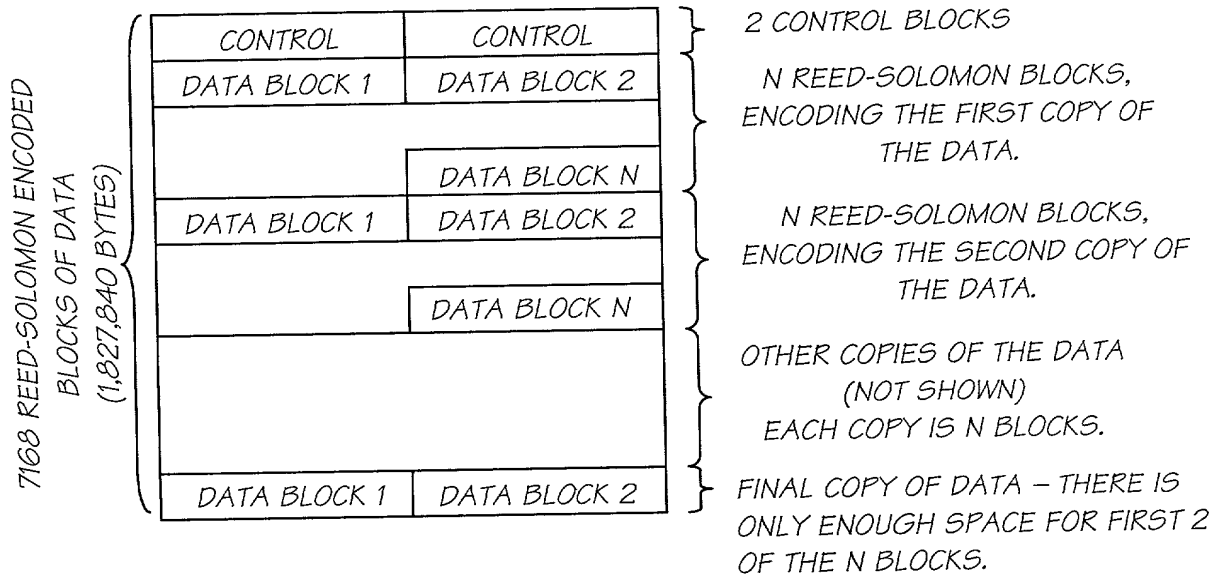 7168 REED-SOLOMON ENCODED
BLOCKS OF DATA
(1,827,840 BYTES)
CONTROL CONTROL
DATA BLOCK 1 DATA BLOCK 2
DATA BLOCK N
DATA BLOCK 1 DATA BLOCK 2
DATA BLOCK N
DATA BLOCK 1 DATA BLOCK 2
2 CONTROL BLOCKS
N REED-SOLOMON BLOCKS,
ENCODING THE FIRST COPY OF
THE DATA.
N REED-SOLOMON BLOCKS,
ENCODING THE SECOND COPY OF
THE DATA.
OTHER COPIES OF THE DATA
(NOT SHOWN)
EACH COPY IS N BLOCKS.
FINAL COPY OF DATA – THERE IS
ONLY ENOUGH SPACE FOR FIRST 2
OF THE N BLOCKS.